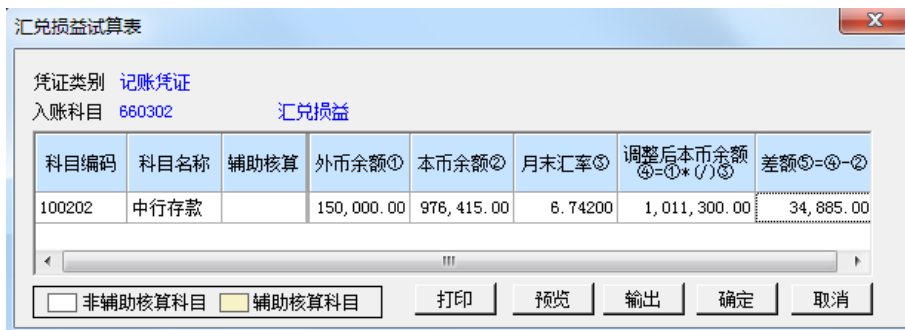 汇兑损益试算表
凭证类别 记账凭证
入账科目 660302 汇兑损益
科目编码 科目名称 辅助核算 外币余额① 本币余额② 月末汇率③ 调整后本币余额 ④=①*(/)③ 差额⑤=④-②
100202 中行存款 150,000.00 976,415.00 6.74200 1,011,300.00 34,885.00
非辅助核算科目 辅助核算科目 打印 预览 输出 确定 取消